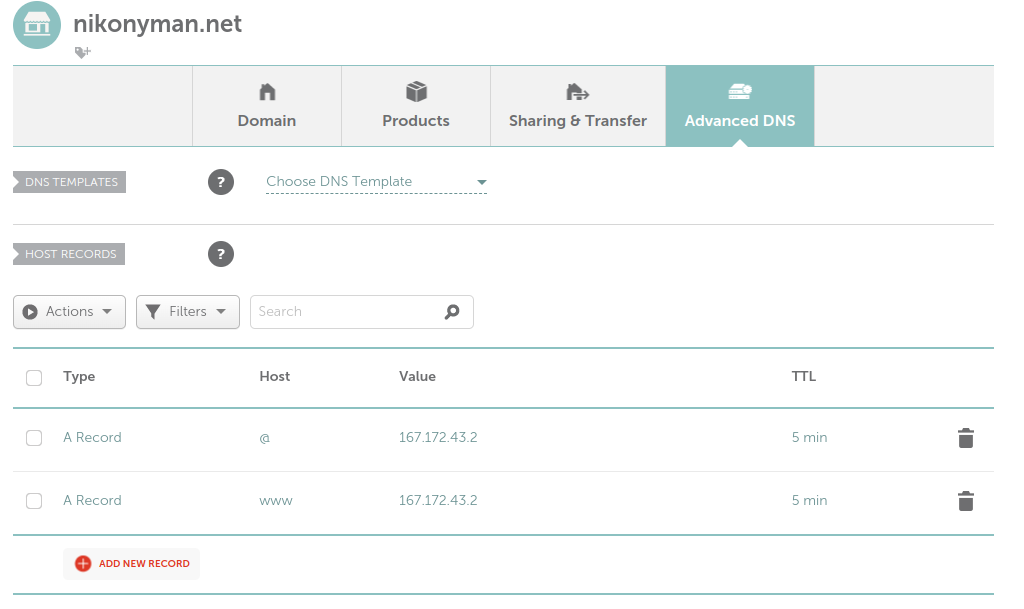 nikonyman.net
Domain Products Sharing & Transfer Advanced DNS
DNS TEMPLATES ? Choose DNS Template
HOST RECORDS ?
Actions Filters Search
Type Host Value TTL
A Record @ 167.172.43.2 5 min
A Record www 167.172.43.2 5 min
ADD NEW RECORD